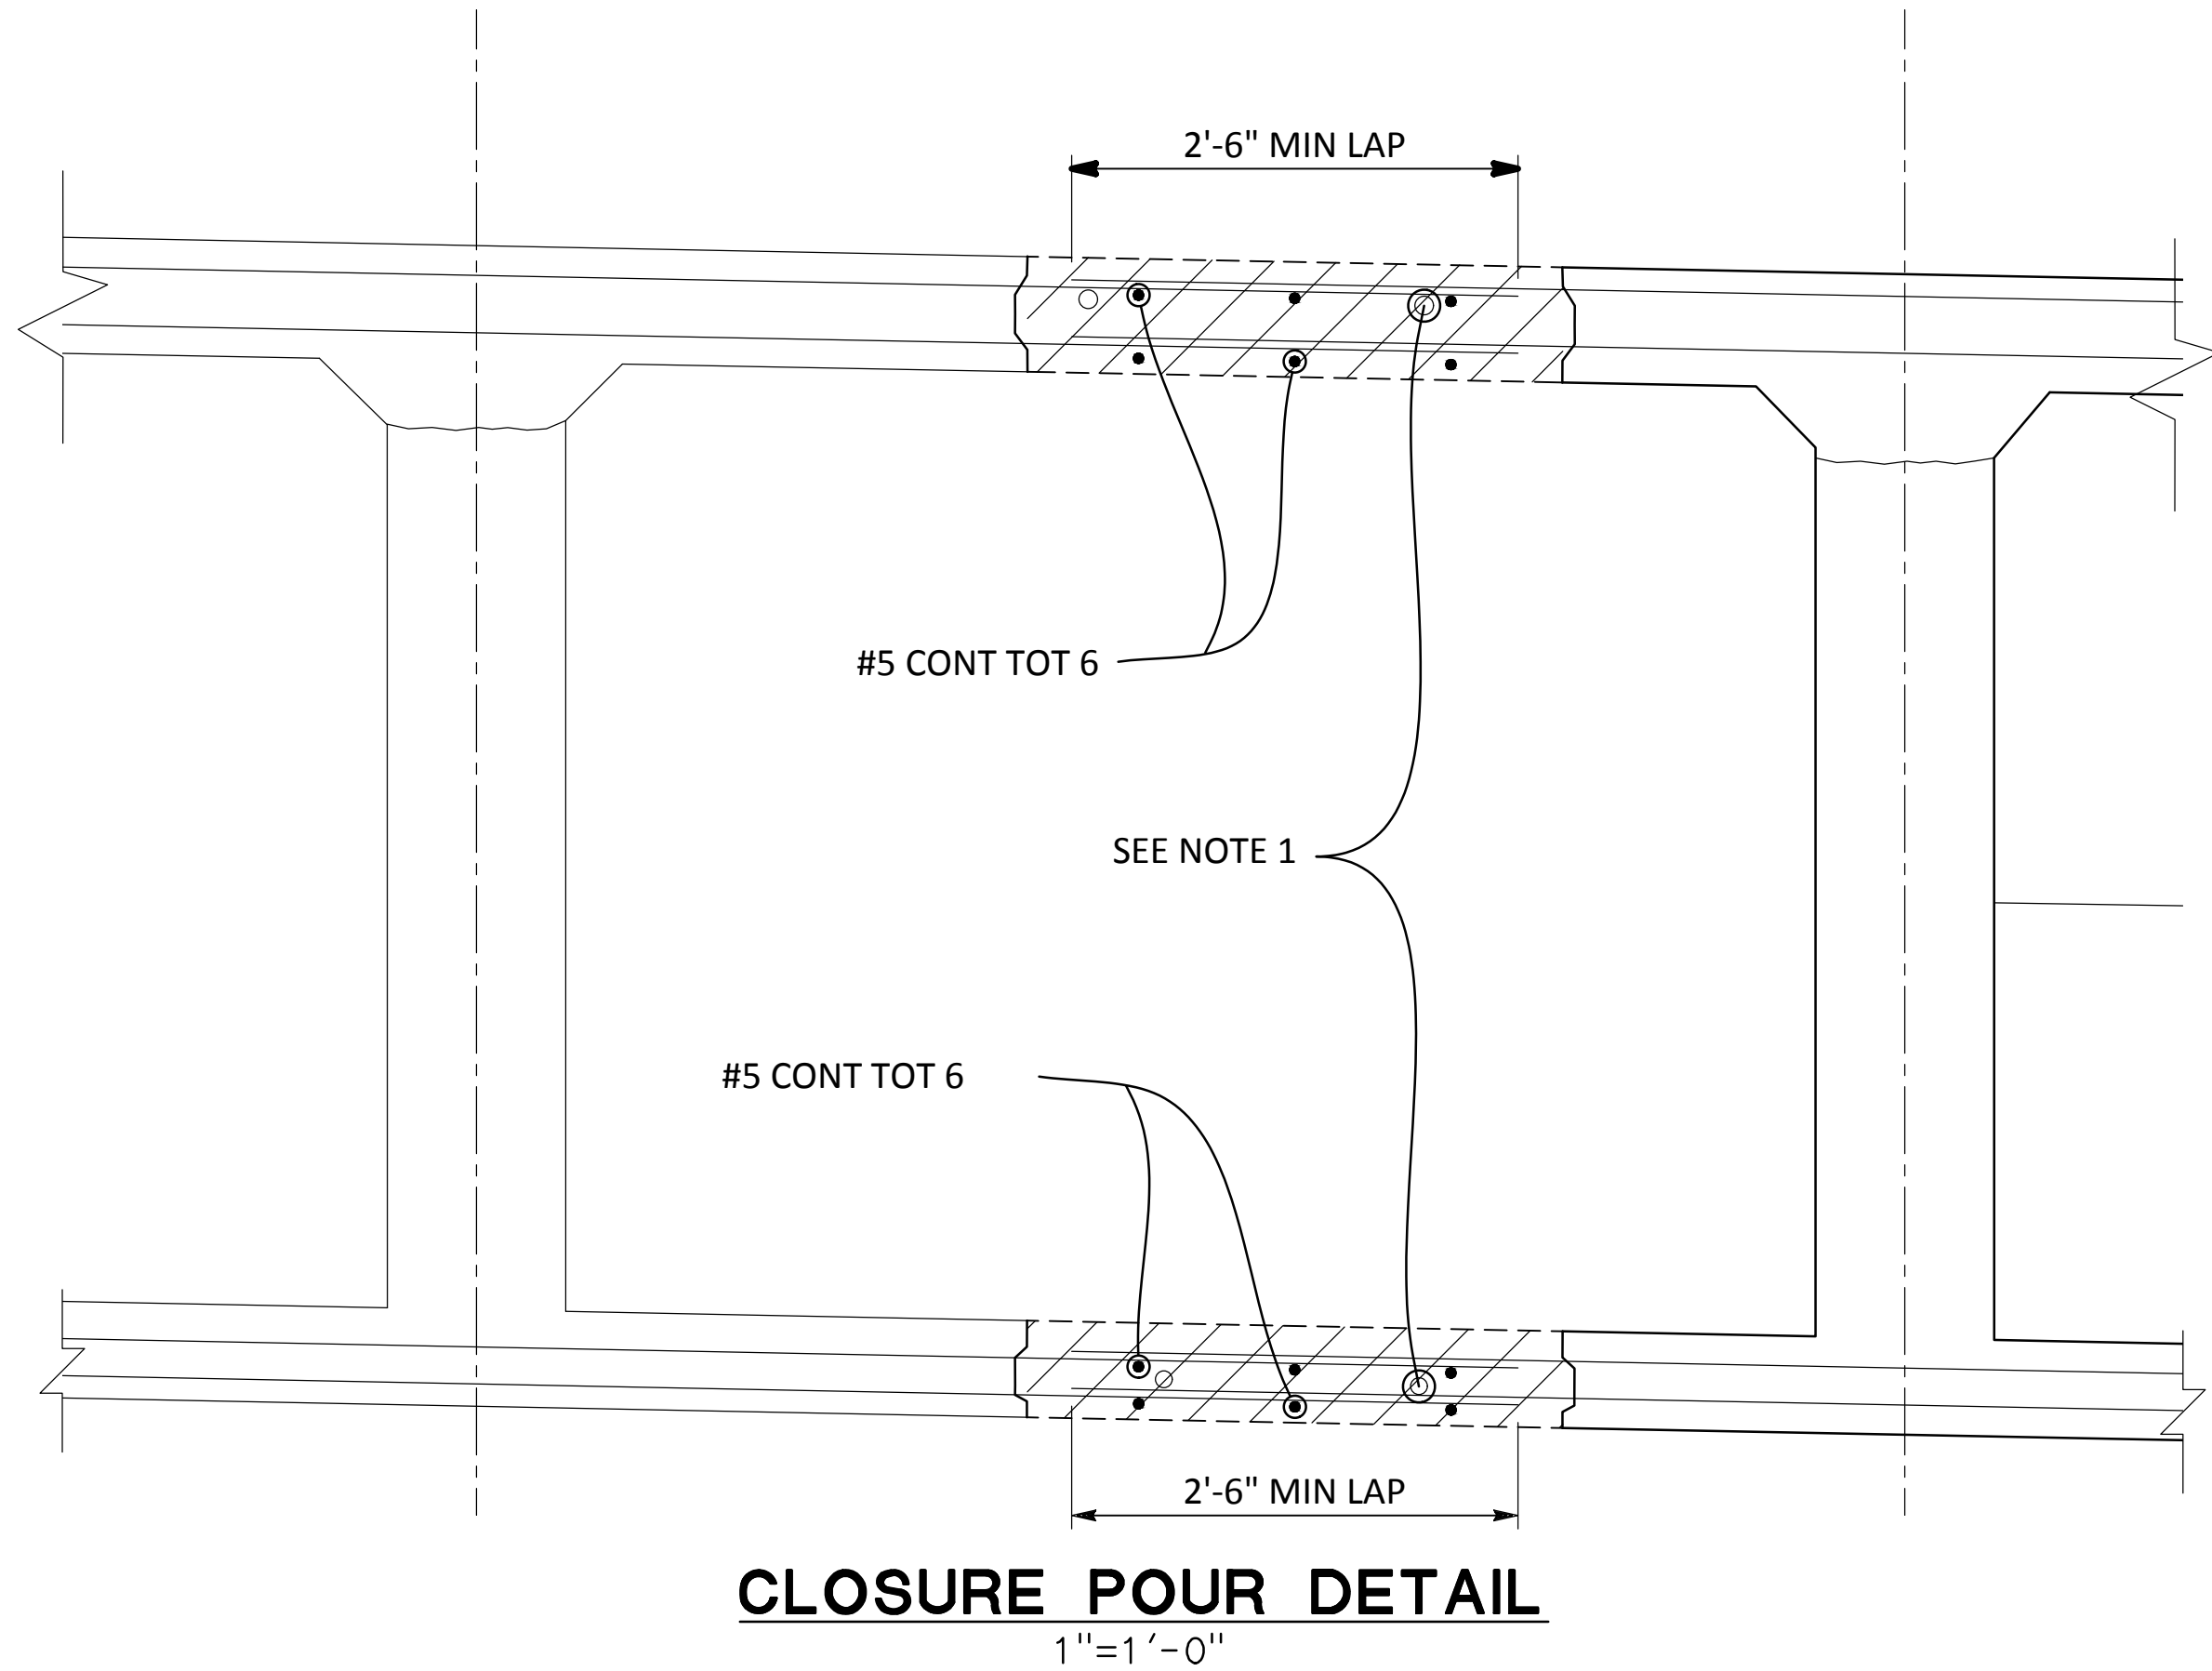 2'-6" MIN LAP
#5 CONT TOT 6
SEE NOTE 1
#5 CONT TOT 6
2'-6" MIN LAP
CLOSURE POUR DETAIL
1"=1'-0"